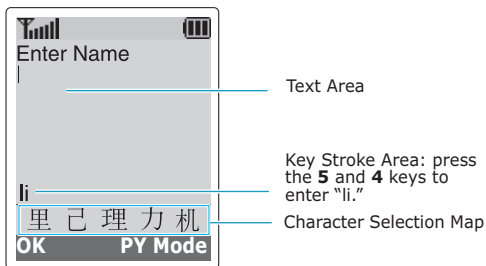 Enter Name
Text Area
Key Stroke Area: press
the 5 and 4 keys to
enter “li.”
li
里 己 理 力 机
Character Selection Map
OK PY Mode